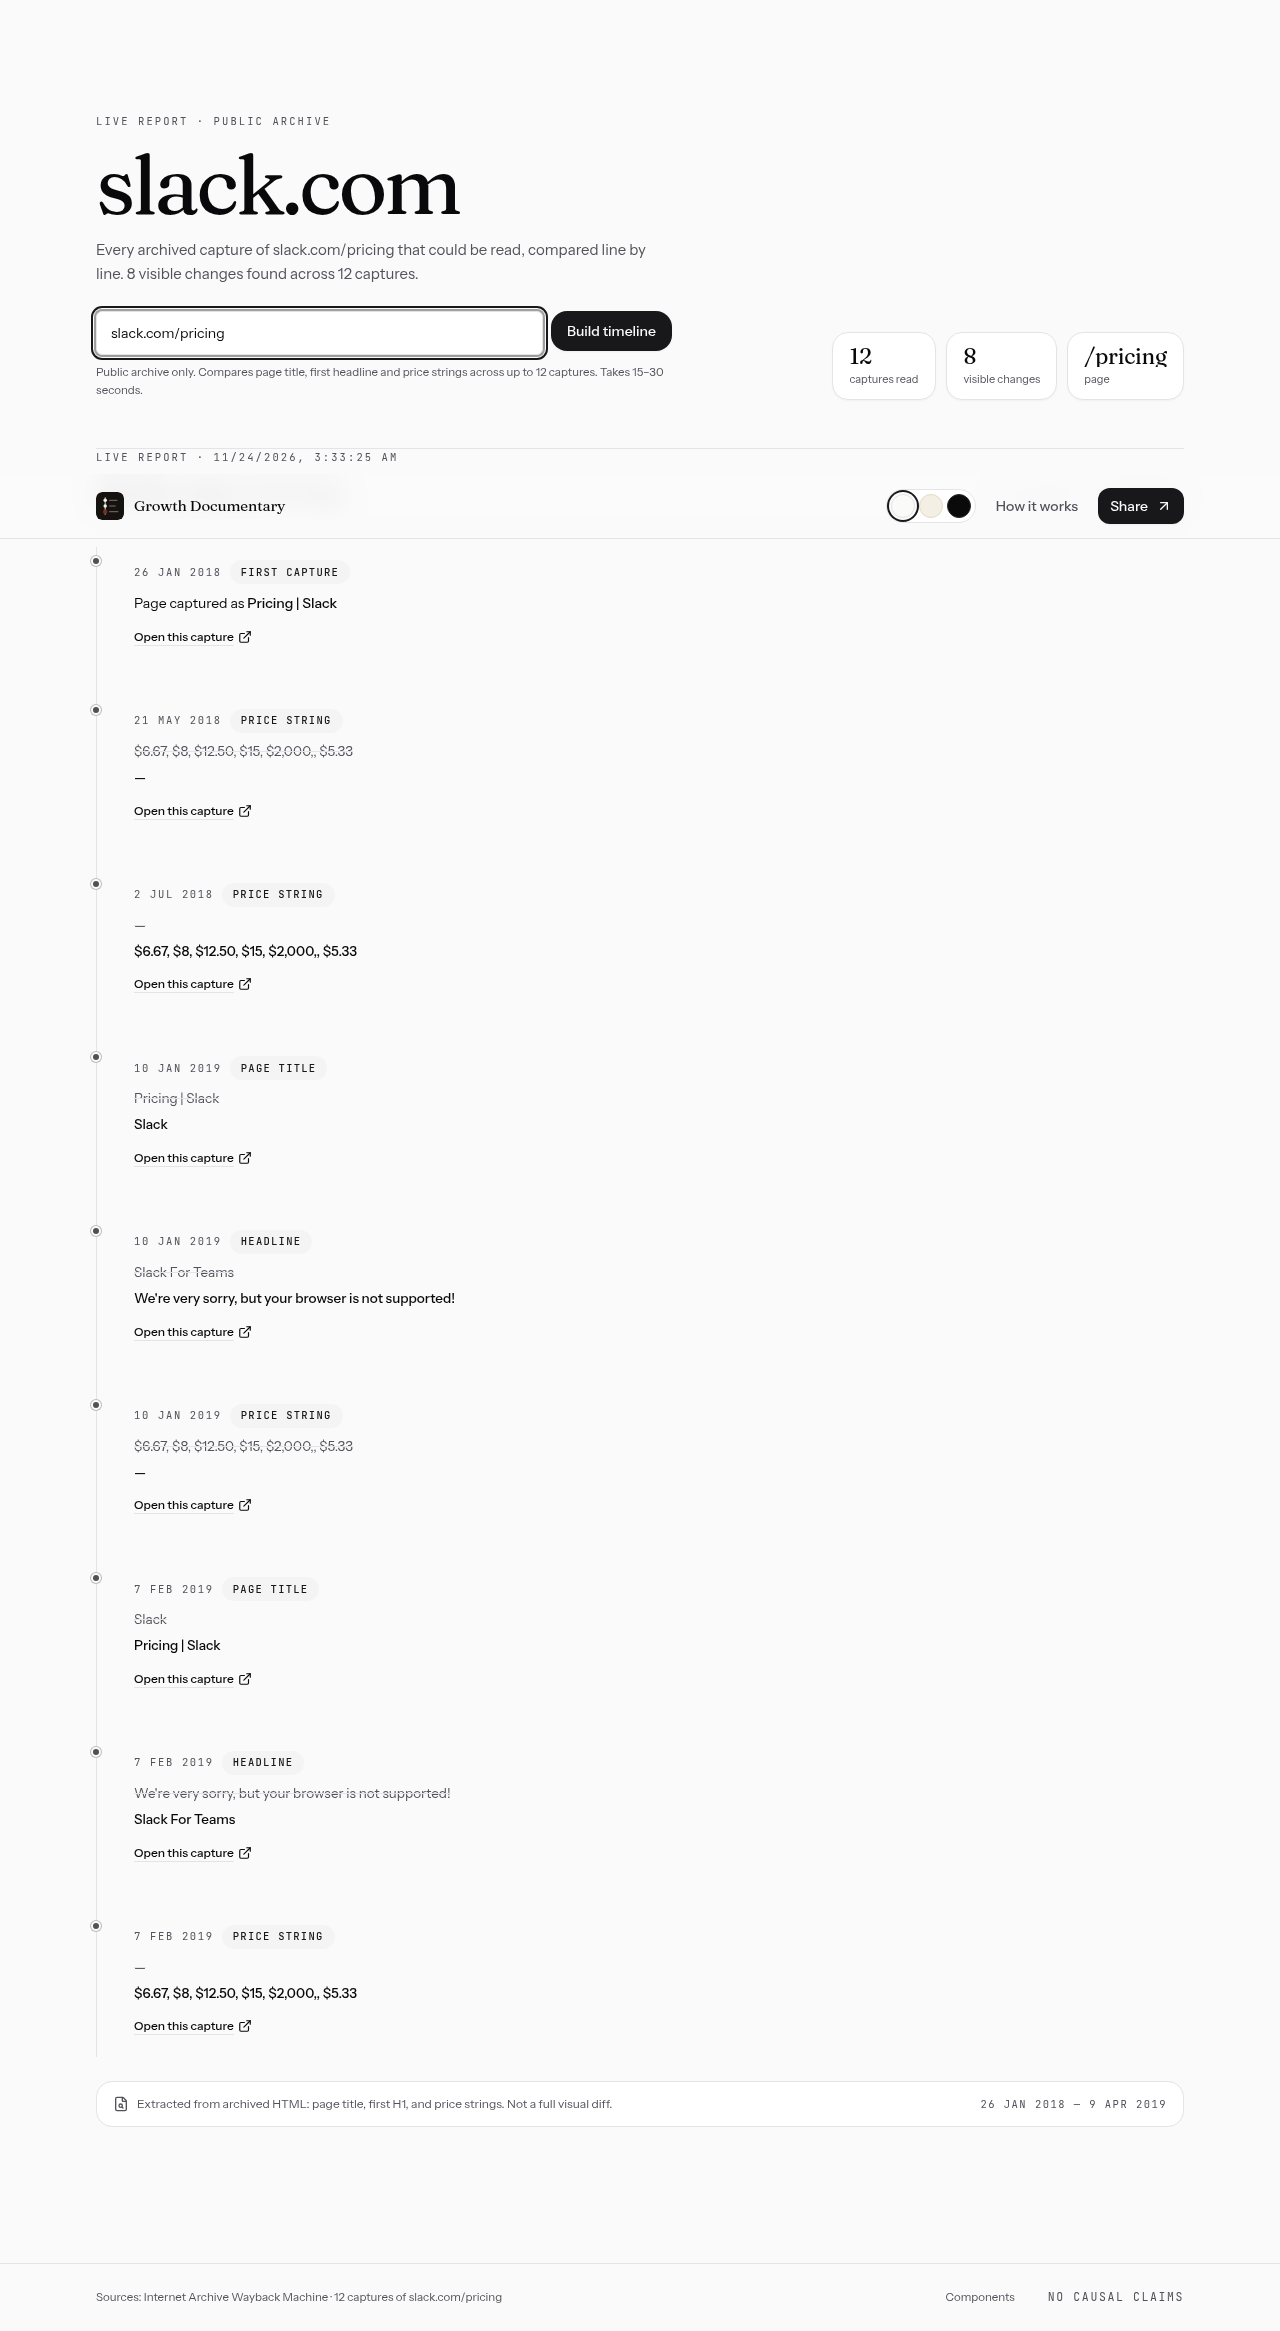 LIVE REPORT · PUBLIC ARCHIVE
slack.com
Every archived capture of slack.com/pricing that could be read, compared line by
line. 8 visible changes found across 12 captures.
slack.com/pricing
Build timeline
Public archive only. Compares page title, first headline and price strings across up to 12 captures. Takes 15–30
seconds.
12
captures read
8
visible changes
/pricing
page
LIVE REPORT · 11/24/2026, 3:33:25 AM
Growth Documentary
How it works
Share
26 JAN 2018 FIRST CAPTURE
Page captured as Pricing | Slack
Open this capture
21 MAY 2018 PRICE STRING
$6.67, $8, $12.50, $15, $2,000,, $5.33
—
Open this capture
2 JUL 2018 PRICE STRING
—
$6.67, $8, $12.50, $15, $2,000,, $5.33
Open this capture
10 JAN 2019 PAGE TITLE
Pricing | Slack
Slack
Open this capture
10 JAN 2019 HEADLINE
Slack For Teams
We're very sorry, but your browser is not supported!
Open this capture
10 JAN 2019 PRICE STRING
$6.67, $8, $12.50, $15, $2,000,, $5.33
—
Open this capture
7 FEB 2019 PAGE TITLE
Slack
Pricing | Slack
Open this capture
7 FEB 2019 HEADLINE
We're very sorry, but your browser is not supported!
Slack For Teams
Open this capture
7 FEB 2019 PRICE STRING
—
$6.67, $8, $12.50, $15, $2,000,, $5.33
Open this capture
Extracted from archived HTML: page title, first H1, and price strings. Not a full visual diff.
26 JAN 2018 — 9 APR 2019
Sources: Internet Archive Wayback Machine · 12 captures of slack.com/pricing
Components
NO CAUSAL CLAIMS